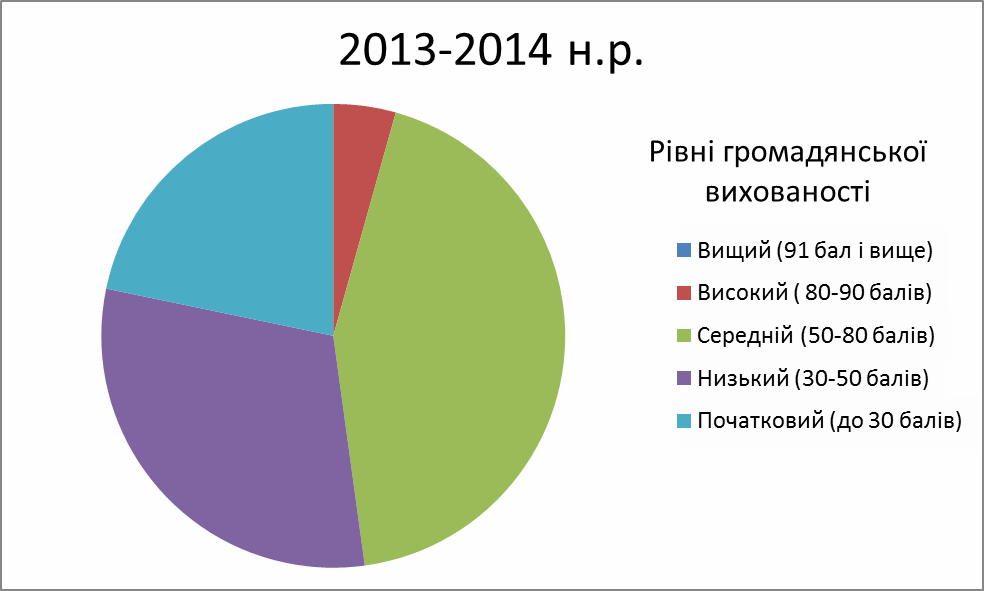 2013-2014 н.р.
Рівні громадянської
вихованості
Вищий (91 бал і вище)
Високий ( 80-90 балів)
Середній (50-80 балів)
Низький (30-50 балів)
Початковий (до 30 балів)